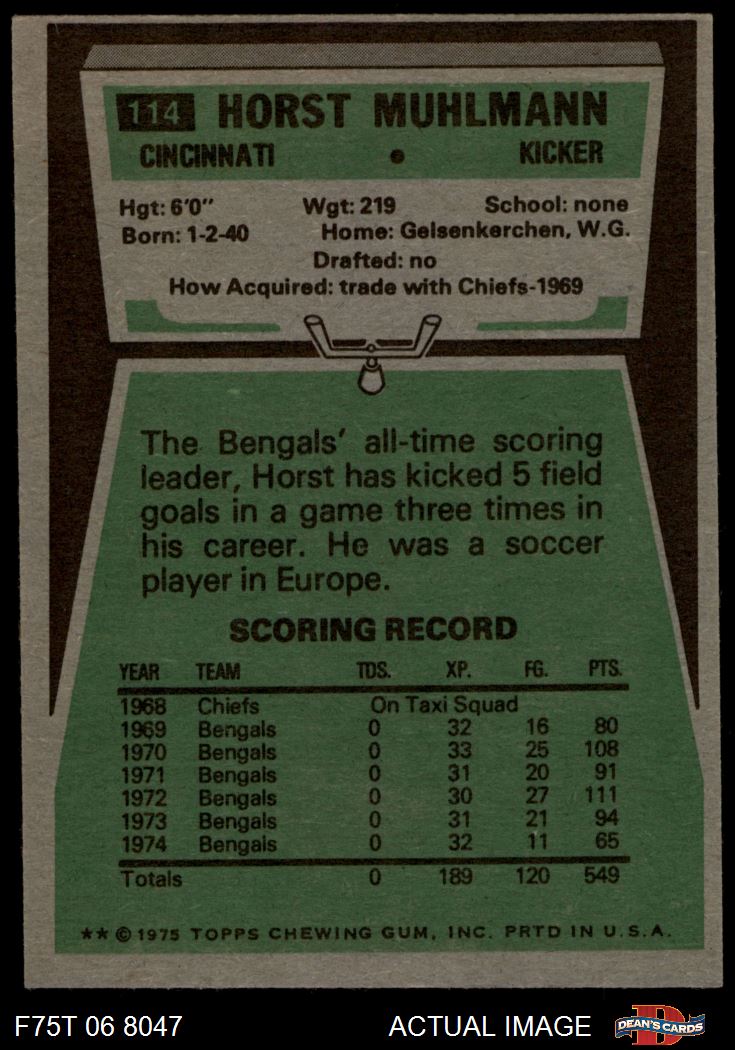 114 HORST MUHLMANN
CINCINNATI • KICKER
Hgt: 6'0" Wgt: 219 School: none
Born: 1-2-40 Home: Gelsenkerchen, W.G.
Drafted: no
How Acquired: trade with Chiefs-1969
The Bengals' all-time scoring
leader, Horst has kicked 5 field
goals in a game three times in
his career. He was a soccer
player in Europe.
SCORING RECORD
YEAR TEAM TDS. XP. FG. PTS.
1968 Chiefs On Taxi Squad
1969 Bengals 0 32 16 80
1970 Bengals 0 33 25 108
1971 Bengals 0 31 20 91
1972 Bengals 0 30 27 111
1973 Bengals 0 31 21 94
1974 Bengals 0 32 11 65
Totals 0 189 120 549
★★ © 1975 TOPPS CHEWING GUM, INC. PRTD IN U.S.A.
F75T 06 8047 ACTUAL IMAGE D DEAN'S CARDS